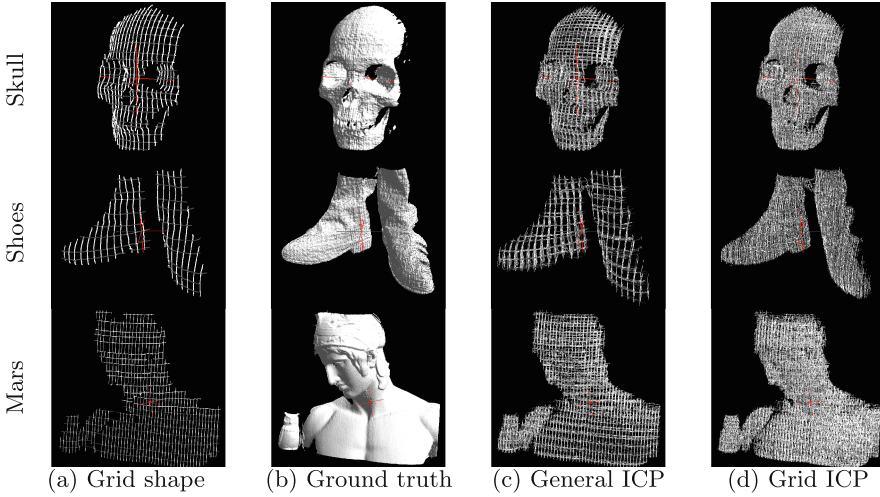 Skull
Shoes
Mars
(a) Grid shape
(b) Ground truth
(c) General ICP
(d) Grid ICP